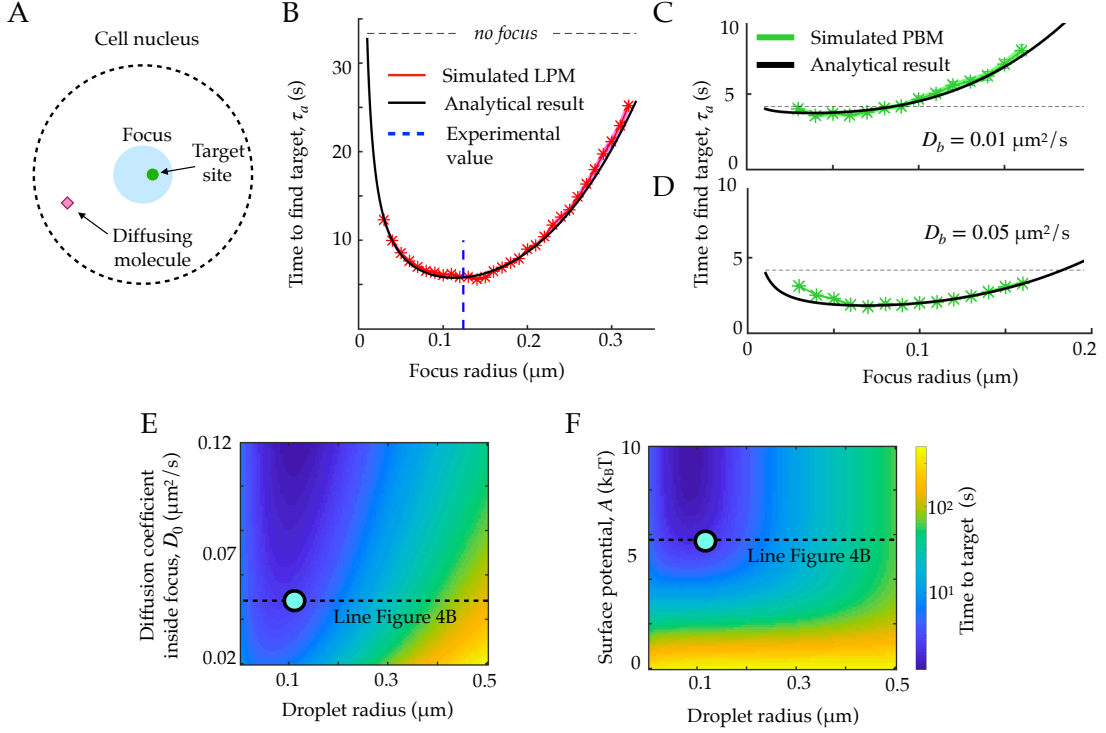 A
Cell nucleus
Focus
Target
site
Diffusing
molecule
B
no focus
Simulated LPM
Analytical result
Experimental
value
Time to find target, τa (s)
30
20
10
0
0.1
0.2
0.3
Focus radius (μm)
C
Simulated PBM
Analytical result
Db = 0.01 μm²/s
10
5
0
D
Db = 0.05 μm²/s
10
5
0
Time to find target, τa (s)
0
0.1
0.2
Focus radius (μm)
E
0.12
0.07
0.02
Diffusion coefficient
inside focus, D0 (μm²/s)
Line Figure 4B
0.1
0.3
0.5
Droplet radius (μm)
F
10
5
0
Surface potential, A (kBT)
Line Figure 4B
0.1
0.3
0.5
Droplet radius (μm)
10²
10¹
Time to target (s)